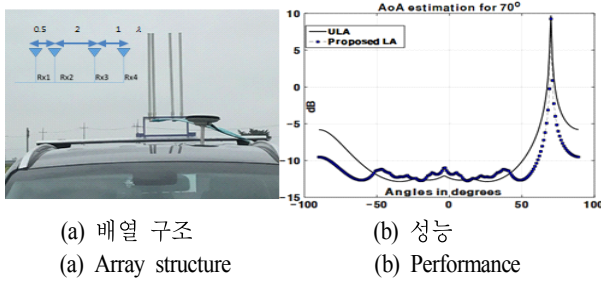 0.5 2 1 λ
Rx1 Rx2 Rx3 Rx4
AoA estimation for 70°
ULA
Proposed LA
dB
10
5
0
-5
-10
-15
-100 -50 0 50 100
Angles in degrees
(a) 배열 구조
(a) Array structure
(b) 성능
(b) Performance